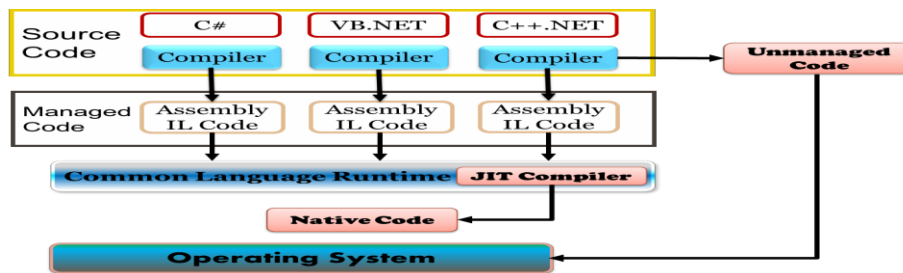 Source
Code
C#
VB.NET
C++.NET
Compiler
Compiler
Compiler
Unmanaged
Code
Managed
Code
Assembly
IL Code
Assembly
IL Code
Assembly
IL Code
Common Language Runtime
JIT Compiler
Native Code
Operating System